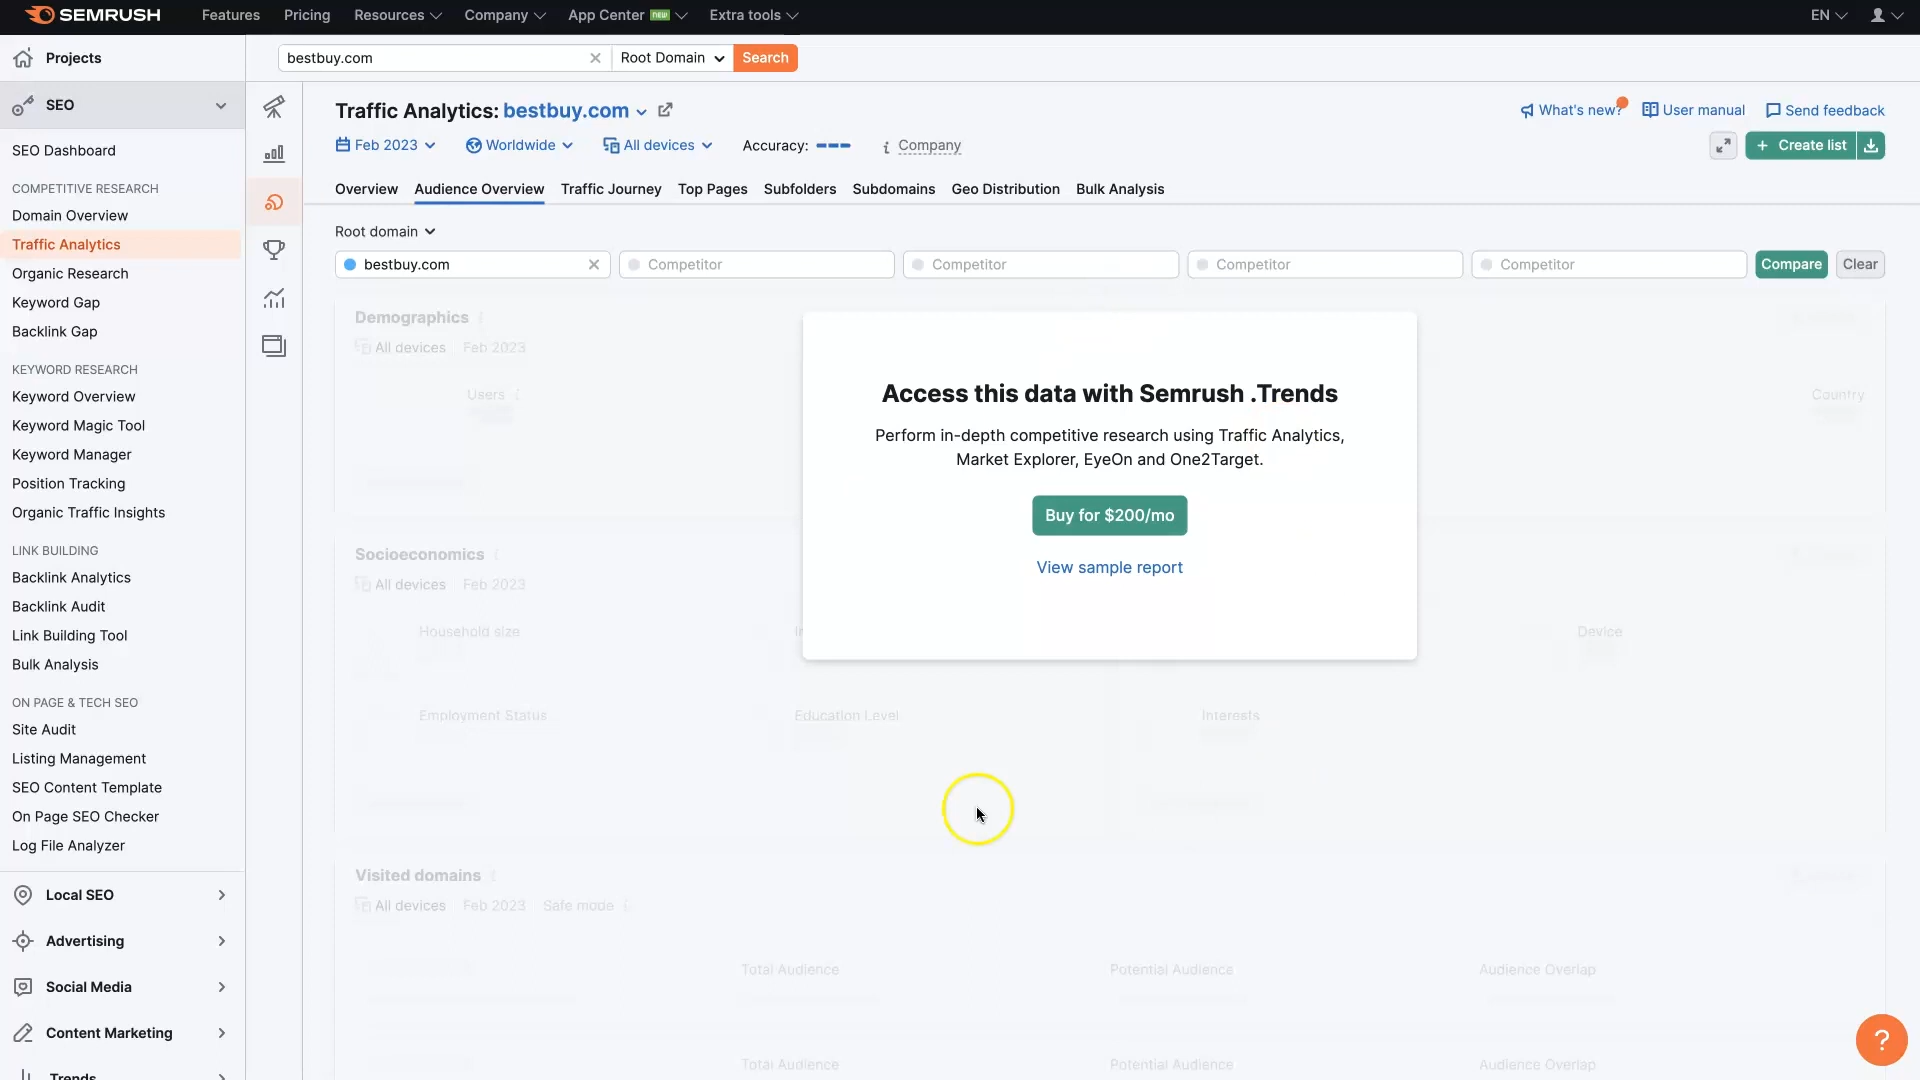 SEMRUSH Features Pricing Resources Company App Center NEW Extra tools EN
Projects
SEO
SEO Dashboard
COMPETITIVE RESEARCH
Domain Overview
Traffic Analytics
Organic Research
Keyword Gap
Backlink Gap
KEYWORD RESEARCH
Keyword Overview
Keyword Magic Tool
Keyword Manager
Position Tracking
Organic Traffic Insights
LINK BUILDING
Backlink Analytics
Backlink Audit
Link Building Tool
Bulk Analysis
ON PAGE & TECH SEO
Site Audit
Listing Management
SEO Content Template
On Page SEO Checker
Log File Analyzer
Local SEO
Advertising
Social Media
Content Marketing
Trends
bestbuy.com Root Domain Search
Traffic Analytics: bestbuy.com What's new? User manual Send feedback
Feb 2023 Worldwide All devices Accuracy: i Company + Create list
Overview Audience Overview Traffic Journey Top Pages Subfolders Subdomains Geo Distribution Bulk Analysis
Root domain
bestbuy.com Competitor Competitor Competitor Competitor Compare Clear
Demographics i
All devices Feb 2023
Users i Country
Access this data with Semrush .Trends
Perform in-depth competitive research using Traffic Analytics,
Market Explorer, EyeOn and One2Target.
Buy for $200/mo
View sample report
Socioeconomics i
All devices Feb 2023
Household size Device
Employment Status Education Level Interests
Visited domains i
All devices Feb 2023 Safe mode i
Total Audience Potential Audience Audience Overlap
Total Audience Potential Audience Audience Overlap
?